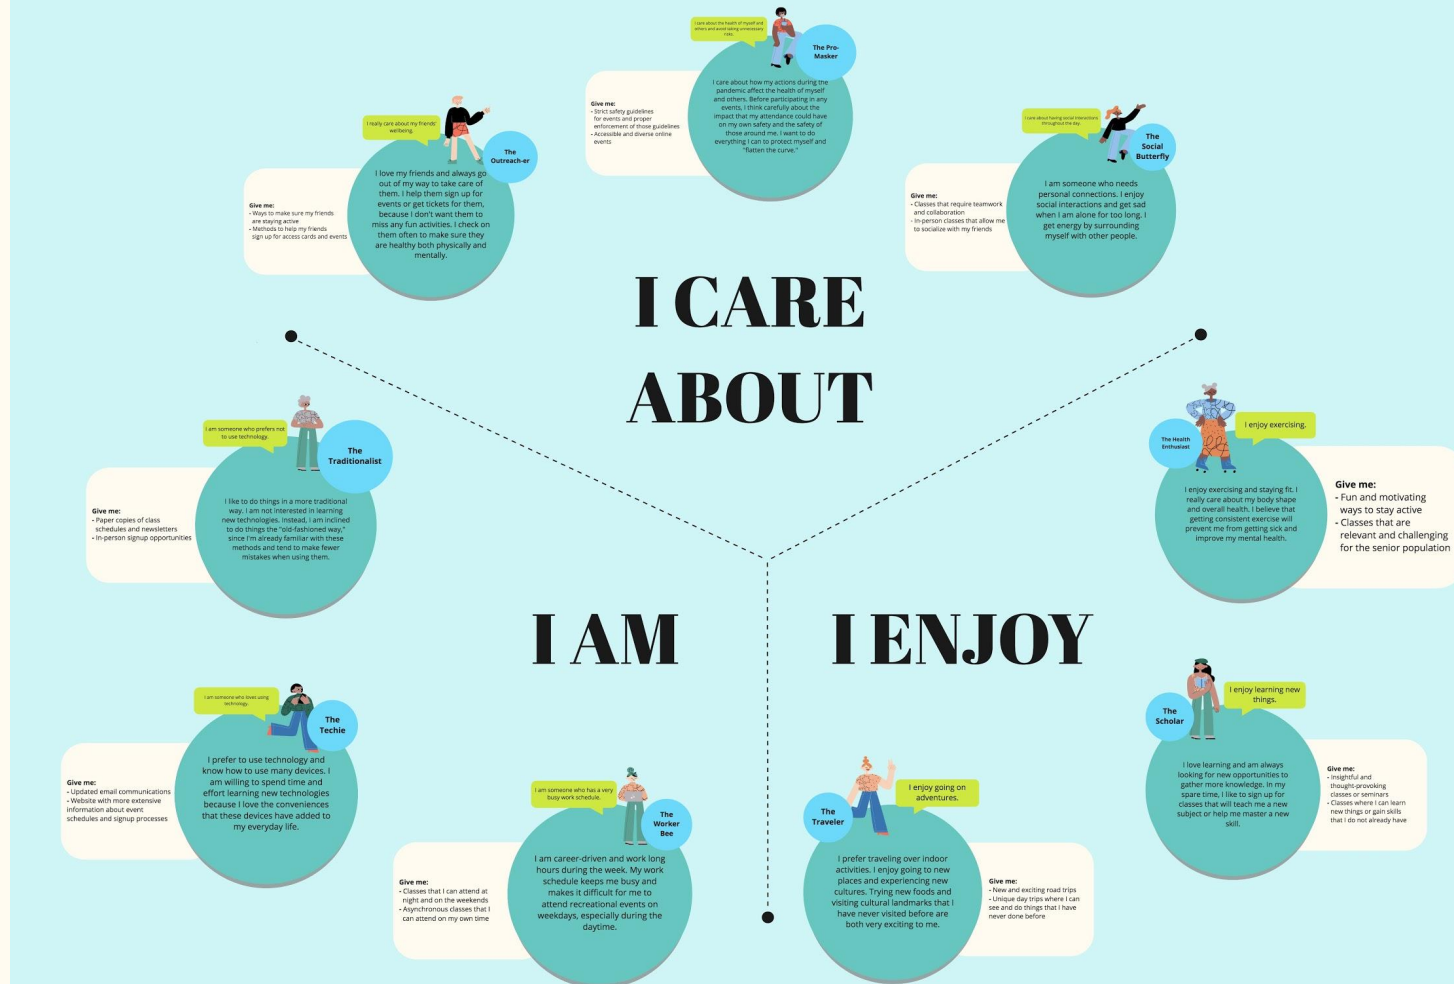 I care about the health of myself and
others and avoid taking unnecessary
risks.
The Pro-
Masker
I care about how my actions during the
pandemic affect the health of myself
and others. Before participating in any
events, I think carefully about the
impact that my attendance could have
on my own safety and the safety of
those around me. I want to do
everything I can to protect myself and
"flatten the curve."
Give me:
- Strict safety guidelines
for events and proper
enforcement of those guidelines
- Accessible and diverse online
events
I really care about my friends'
wellbeing.
The
Outreach-er
I love my friends and always go
out of my way to take care of
them. I help them sign up for
events or get tickets for them,
because I don't want them to
miss any fun activities. I check on
them often to make sure they
are healthy both physically and
mentally.
Give me:
- Ways to make sure my friends
are staying active
- Methods to help my friends
sign up for access cards and events
I care about having social interactions
throughout the day.
The
Social
Butterfly
I am someone who needs
personal connections. I enjoy
social interactions and get sad
when I am alone for too long. I
get energy by surrounding
myself with other people.
Give me:
- Classes that require teamwork
and collaboration
- In-person classes that allow me
to socialize with my friends
I CARE
ABOUT
I am someone who prefers not
to use technology.
The
Traditionalist
I like to do things in a more traditional
way. I am not interested in learning
new technologies. Instead, I am inclined
to do things the "old-fashioned way,"
since I'm already familiar with these
methods and tend to make fewer
mistakes when using them.
Give me:
- Paper copies of class
schedules and newsletters
- In-person signup opportunities
The Health
Enthusiast
I enjoy exercising.
I enjoy exercising and staying fit. I
really care about my body shape
and overall health. I believe that
getting consistent exercise will
prevent me from getting sick and
improve my mental health.
Give me:
- Fun and motivating
ways to stay active
- Classes that are
relevant and challenging
for the senior population
I AM
I ENJOY
I am someone who loves using
technology.
The
Techie
I prefer to use technology and
know how to use many devices. I
am willing to spend time and
effort learning new technologies
because I love the conveniences
that these devices have added to
my everyday life.
Give me:
- Updated email communications
- Website with more extensive
information about event
schedules and signup processes
I am someone who has a very
busy work schedule.
The
Worker
Bee
I am career-driven and work long
hours during the week. My work
schedule keeps me busy and
makes it difficult for me to
attend recreational events on
weekdays, especially during the
daytime.
Give me:
- Classes that I can attend at
night and on the weekends
- Asynchronous classes that I
can attend on my own time
The
Traveler
I enjoy going on
adventures.
I prefer traveling over indoor
activities. I enjoy going to new
places and experiencing new
cultures. Trying new foods and
visiting cultural landmarks that I
have never visited before are
both very exciting to me.
Give me:
- New and exciting road trips
- Unique day trips where I can
see and do things that I have
never done before
The
Scholar
I enjoy learning new
things.
I love learning and am always
looking for new opportunities to
gather more knowledge. In my
spare time, I like to sign up for
classes that will teach me a new
subject or help me master a new
skill.
Give me:
- Insightful and
thought-provoking
classes or seminars
- Classes where I can learn
new things or gain skills
that I do not already have